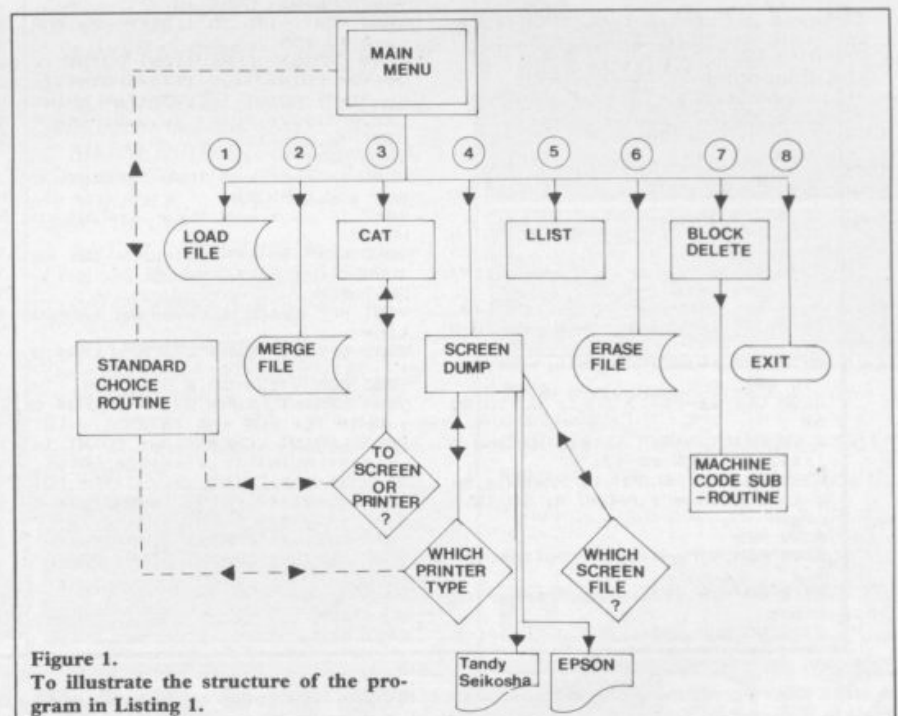 MAIN
MENU
1 2 3 4 5 6 7 8
LOAD
FILE
CAT
LLIST
BLOCK
DELETE
STANDARD
CHOICE
ROUTINE
MERGE
FILE
SCREEN
DUMP
ERASE
FILE
EXIT
TO
SCREEN
OR
PRINTER
?
MACHINE
CODE SUB
-ROUTINE
WHICH
PRINTER
TYPE
WHICH
SCREEN
FILE
?
Tandy
Seikosha
EPSON
Figure 1.
To illustrate the structure of the pro-
gram in Listing 1.